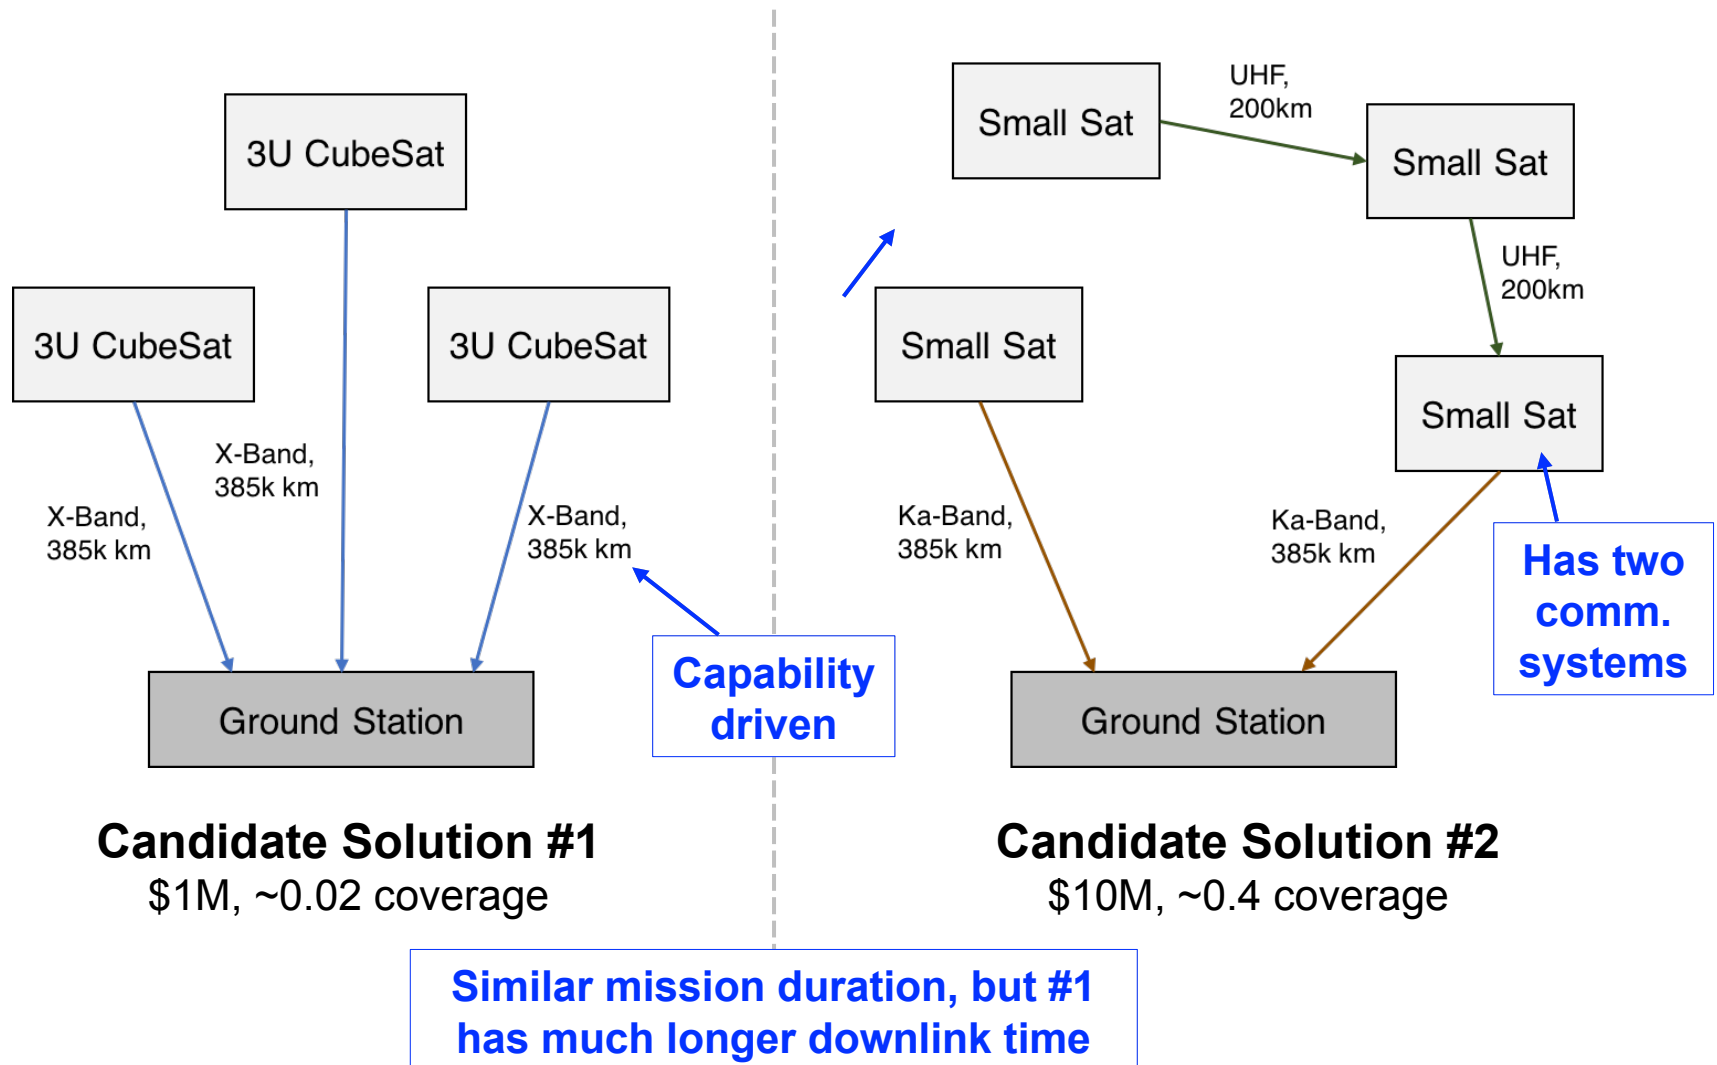 3U CubeSat
3U CubeSat
3U CubeSat
X-Band,
385k km
X-Band,
385k km
X-Band,
385k km
Capability
driven
Ground Station
Candidate Solution #1
$1M, ~0.02 coverage
Small Sat
UHF,
200km
Small Sat
UHF,
200km
Small Sat
Small Sat
Ka-Band,
385k km
Ka-Band,
385k km
Has two
comm.
systems
Ground Station
Candidate Solution #2
$10M, ~0.4 coverage
Similar mission duration, but #1
has much longer downlink time